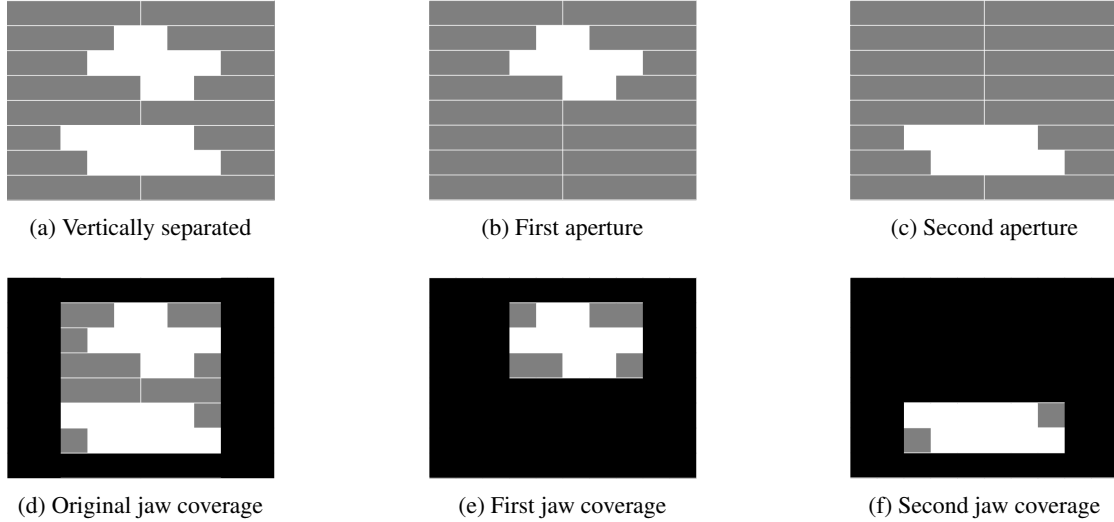 (a) Vertically separated
(b) First aperture
(c) Second aperture
(d) Original jaw coverage
(e) First jaw coverage
(f) Second jaw coverage